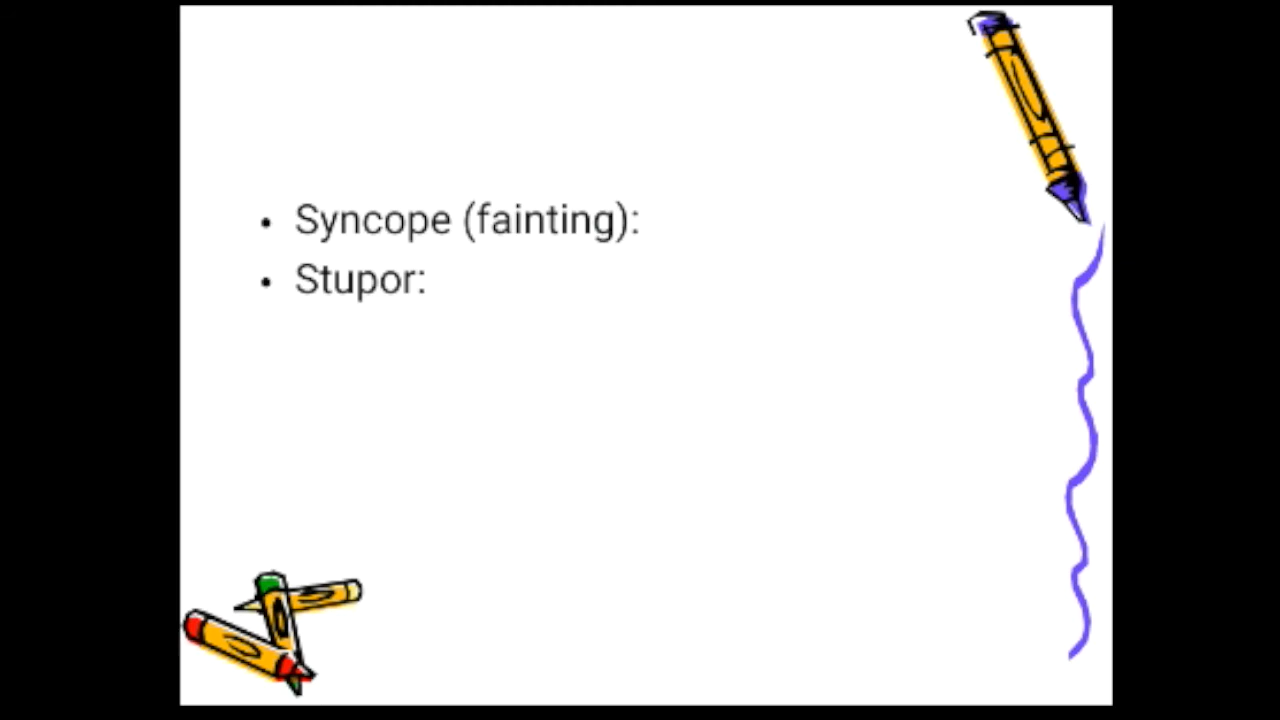 • Syncope (fainting):
• Stupor: